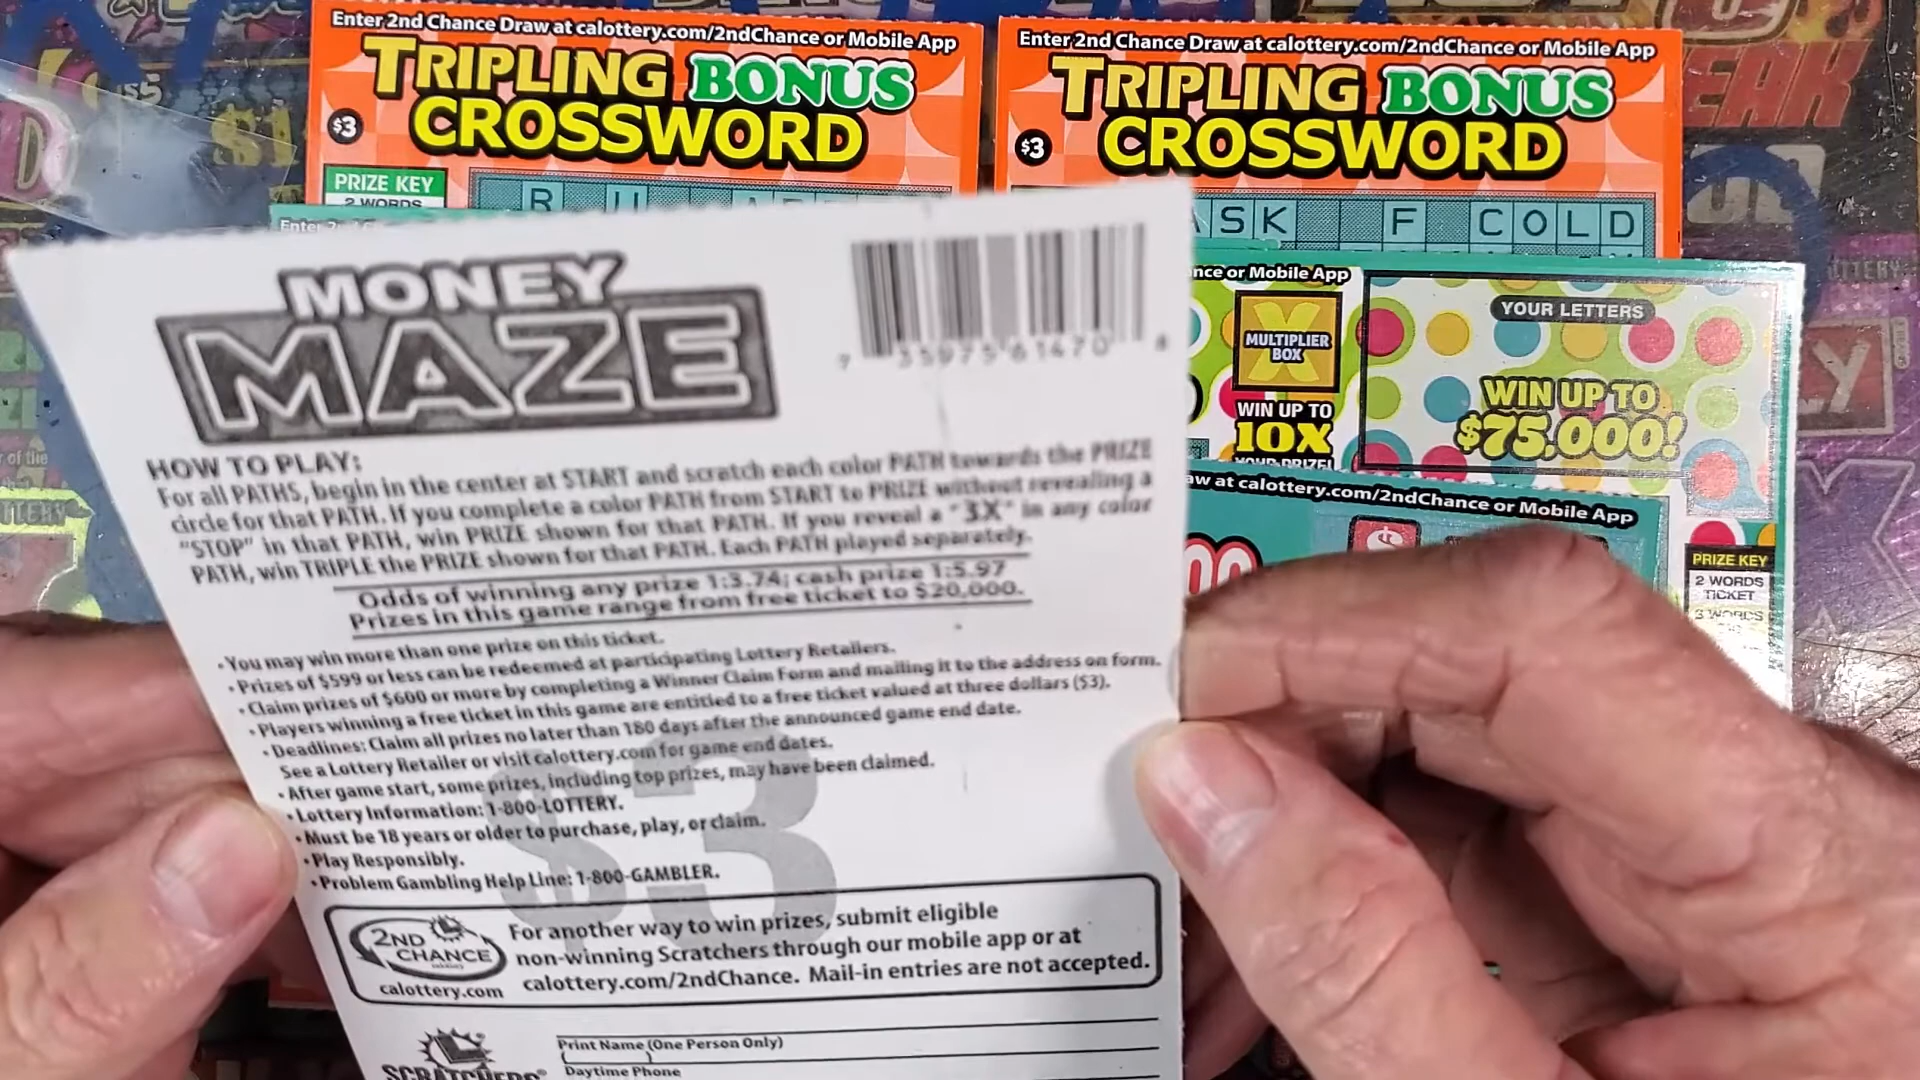 Enter 2nd Chance Draw at calottery.com/2ndChance or Mobile App
TRIPLING BONUS
CROSSWORD
$3
PRIZE KEY
2 WORDS
R U
Enter 2nd Chance Draw at calottery.com/2ndChance or Mobile App
TRIPLING BONUS
CROSSWORD
$3
ASK F COLD
$5
MONEY
MAZE
7 35975 61470 8
HOW TO PLAY:
For all PATHS, begin in the center at START and scratch each color PATH towards the PRIZE
circle for that PATH. If you complete a color PATH from START to PRIZE without revealing a
"STOP" in that PATH, win PRIZE shown for that PATH. If you reveal a "3X" in any color
PATH, win TRIPLE the PRIZE shown for that PATH. Each PATH played separately.
Odds of winning any prize 1:3.74; cash prize 1:5.97
Prizes in this game range from free ticket to $20,000.
• You may win more than one prize on this ticket.
• Prizes of $599 or less can be redeemed at participating Lottery Retailers.
• Claim prizes of $600 or more by completing a Winner Claim Form and mailing it to the address on form.
• Players winning a free ticket in this game are entitled to a free ticket valued at three dollars ($3).
• Deadlines: Claim all prizes no later than 180 days after the announced game end date.
See a Lottery Retailer or visit calottery.com for game end dates.
• After game start, some prizes, including top prizes, may have been claimed.
• Lottery Information: 1-800-LOTTERY.
• Must be 18 years or older to purchase, play, or claim.
• Play Responsibly.
• Problem Gambling Help Line: 1-800-GAMBLER.
$3
2ND
CHANCE
calottery.com
For another way to win prizes, submit eligible
non-winning Scratchers through our mobile app or at
calottery.com/2ndChance. Mail-in entries are not accepted.
SCRATCHERS
Print Name (One Person Only)
( )
Daytime Phone
nce or Mobile App
X
MULTIPLIER
BOX
WIN UP TO
10X
YOUR PRIZE!
YOUR LETTERS
WIN UP TO
$75,000!
aw at calottery.com/2ndChance or Mobile App
$
PRIZE KEY
2 WORDS
TICKET
3 WORDS